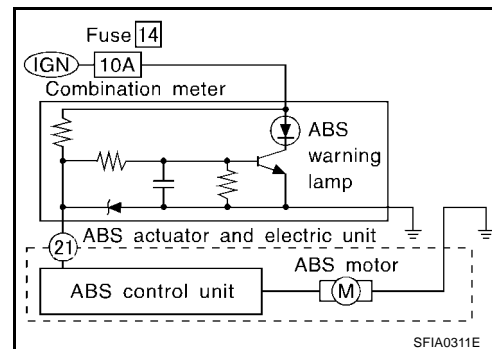 Fuse 14
IGN 10A
Combination meter
ABS
warning
lamp
21 ABS actuator and electric unit
ABS motor
ABS control unit M
SFIA0311E